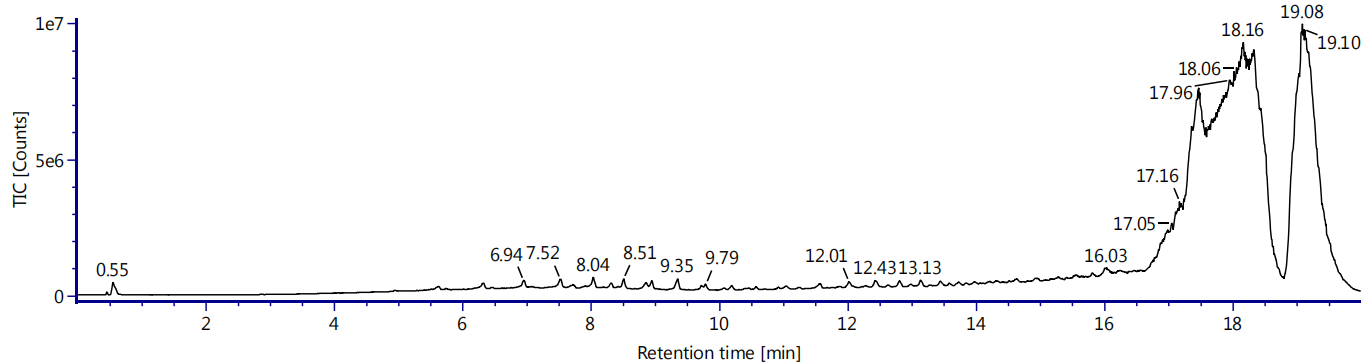 19.08
1e7
18.16
19.10
18.06
17.96
TIC [Counts]
5e6
17.16
17.05
6.94 7.52 8.51 9.79 12.01 16.03
0.55 8.04 9.35 12.43 13.13
0
2 4 6 8 10 12 14 16 18
Retention time [min]